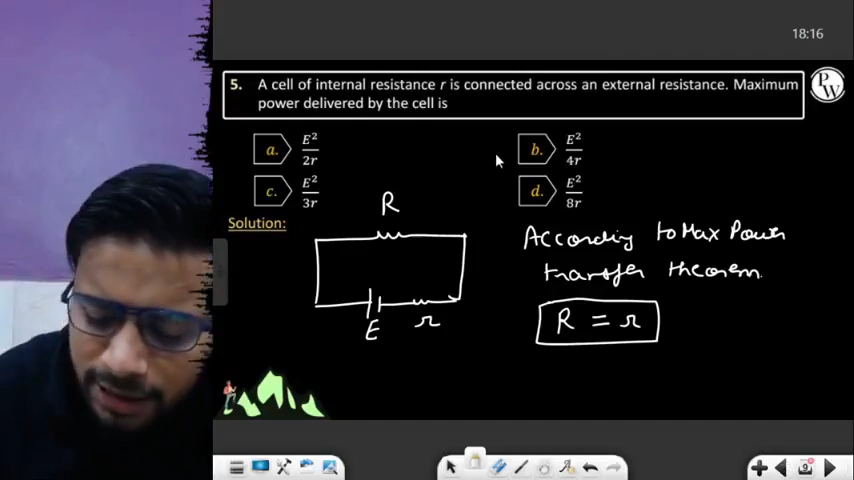 18:16
5. A cell of internal resistance r is connected across an external resistance. Maximum
power delivered by the cell is
P
W
a. E²/2r
b. E²/4r
c. E²/3r
d. E²/8r
Solution:
R
E r
According to Max Power
transfer theorem.
R = r
9